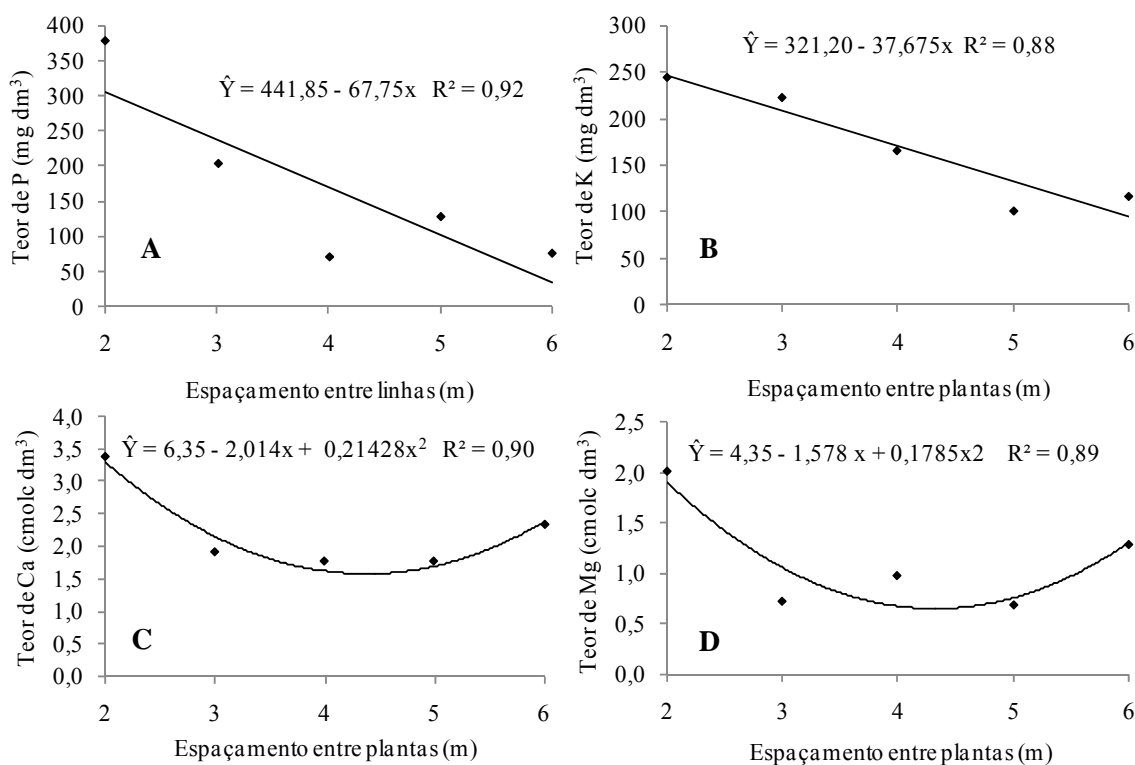 400
350
300
250
200
150
100
50
0
Teor de P (mg dm³)
Ŷ = 441,85 - 67,75x R² = 0,92
A
2 3 4 5 6
Espaçamento entre linhas (m)
300
250
200
150
100
50
0
Teor de K (mg dm³)
Ŷ = 321,20 - 37,675x R² = 0,88
B
2 3 4 5 6
Espaçamento entre plantas (m)
4,0
3,5
3,0
2,5
2,0
1,5
1,0
0,5
0,0
Teor de Ca (cmolc dm³)
Ŷ = 6,35 - 2,014x + 0,21428x² R² = 0,90
C
2 3 4 5 6
Espaçamento entre plantas (m)
2,5
2,0
1,5
1,0
0,5
0,0
Teor de Mg (cmolc dm³)
Ŷ = 4,35 - 1,578 x + 0,1785x2 R² = 0,89
D
2 3 4 5 6
Espaçamento entre plantas (m)